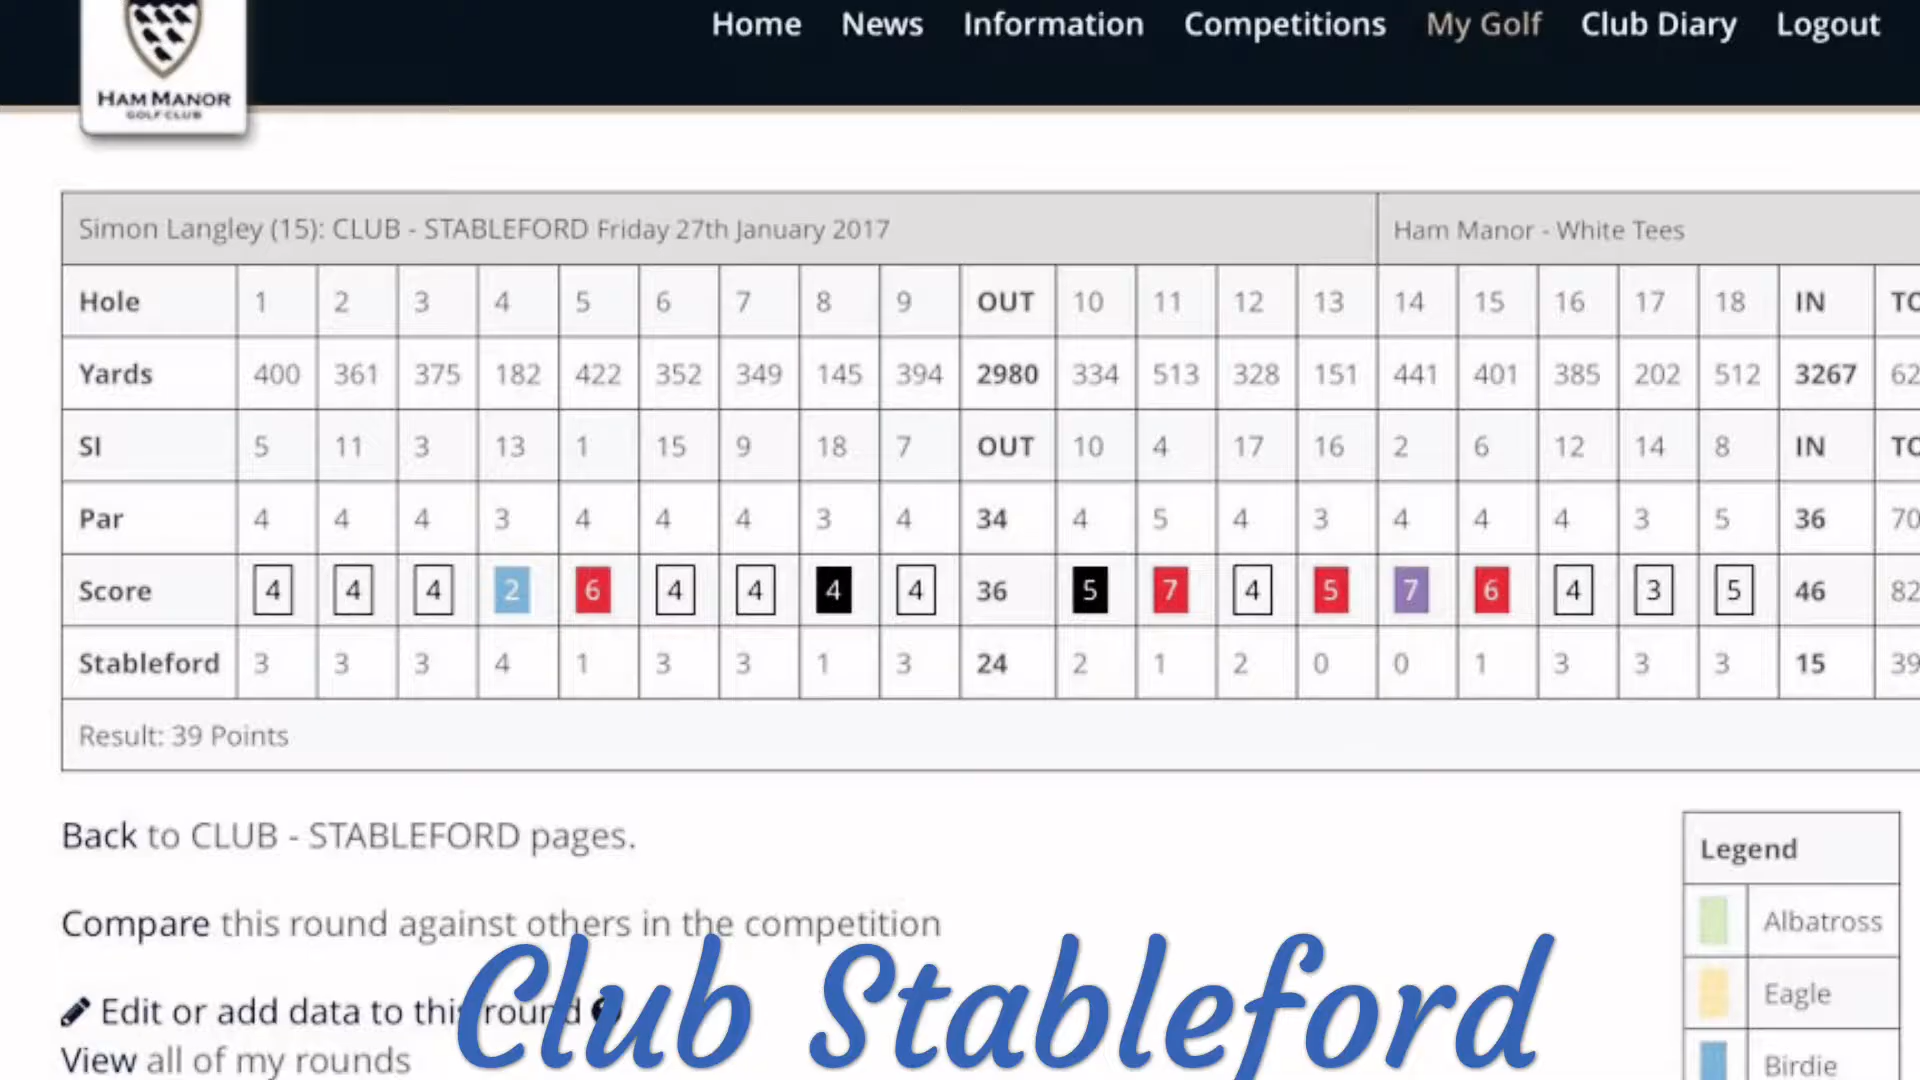 Home News Information Competitions My Golf Club Diary Logout
HAM MANOR
GOLF CLUB
Simon Langley (15): CLUB - STABLEFORD Friday 27th January 2017 Ham Manor - White Tees
Hole 1 2 3 4 5 6 7 8 9 OUT 10 11 12 13 14 15 16 17 18 IN TO
Yards 400 361 375 182 422 352 349 145 394 2980 334 513 328 151 441 401 385 202 512 3267 62
SI 5 11 3 13 1 15 9 18 7 OUT 10 4 17 16 2 6 12 14 8 IN TO
Par 4 4 4 3 4 4 4 3 4 34 4 5 4 3 4 4 4 3 5 36 70
Score 4 4 4 2 6 4 4 4 4 36 5 7 4 5 7 6 4 3 5 46 82
Stableford 3 3 3 4 1 3 3 1 3 24 2 1 2 0 0 1 3 3 3 15 39
Result: 39 Points
Back to CLUB - STABLEFORD pages.
Compare this round against others in the competition
Edit or add data to this round
View all of my rounds
Club Stableford
Legend
Albatross
Eagle
Birdie